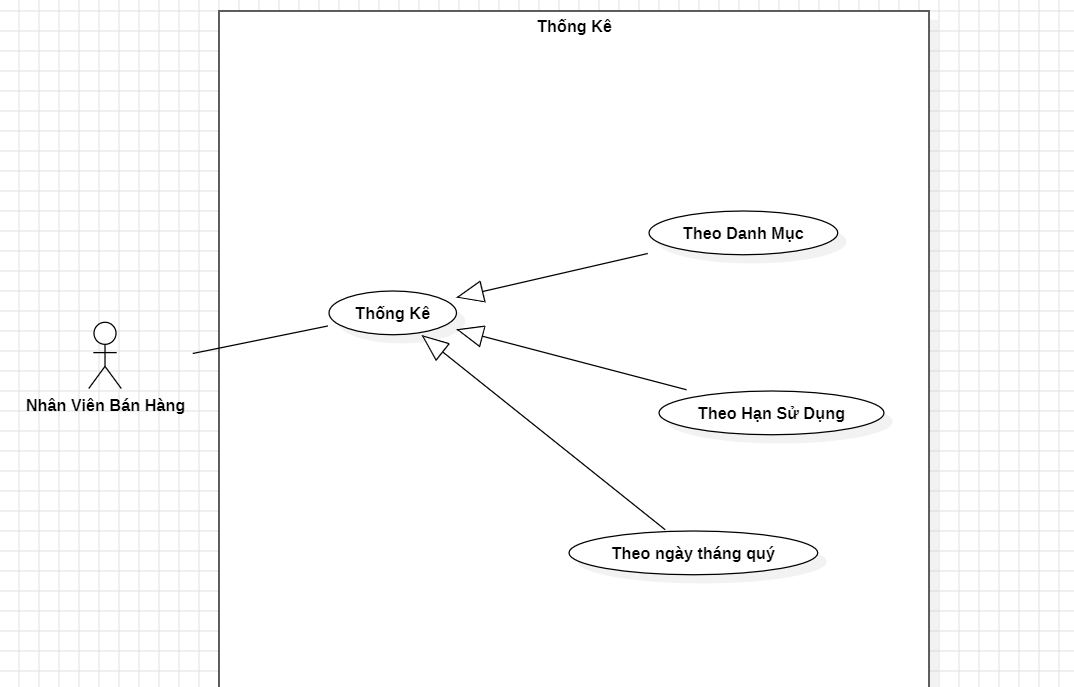 Thống Kê
Theo Danh Mục
Thống Kê
Nhân Viên Bán Hàng
Theo Hạn Sử Dụng
Theo ngày tháng quý